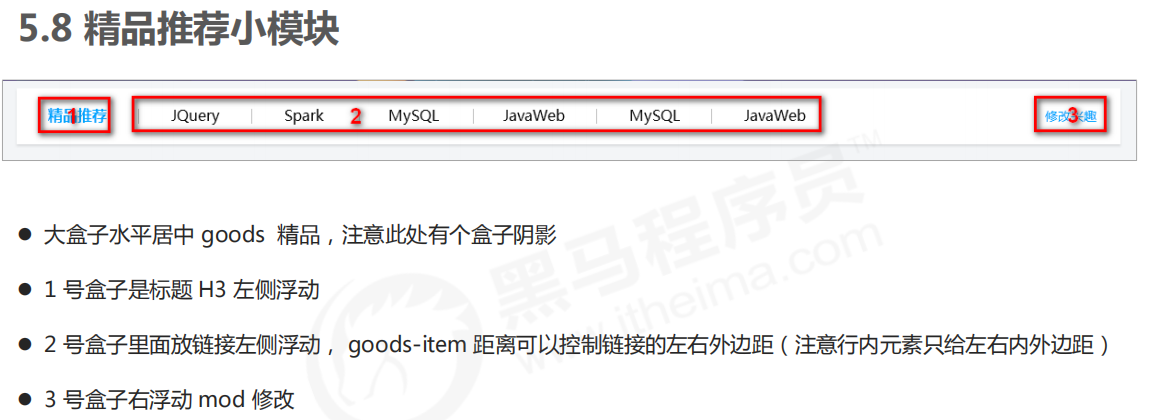 5.8 精品推荐小模块
精品推荐 JQuery Spark MySQL JavaWeb MySQL JavaWeb 修改兴趣
1 2 3
● 大盒子水平居中 goods 精品，注意此处有个盒子阴影
● 1 号盒子是标题 H3 左侧浮动
● 2 号盒子里面放链接左侧浮动， goods-item 距离可以控制链接的左右外边距（注意行内元素只给左右内外边距）
● 3 号盒子右浮动 mod 修改
黑马程序员™
www.itheima.com